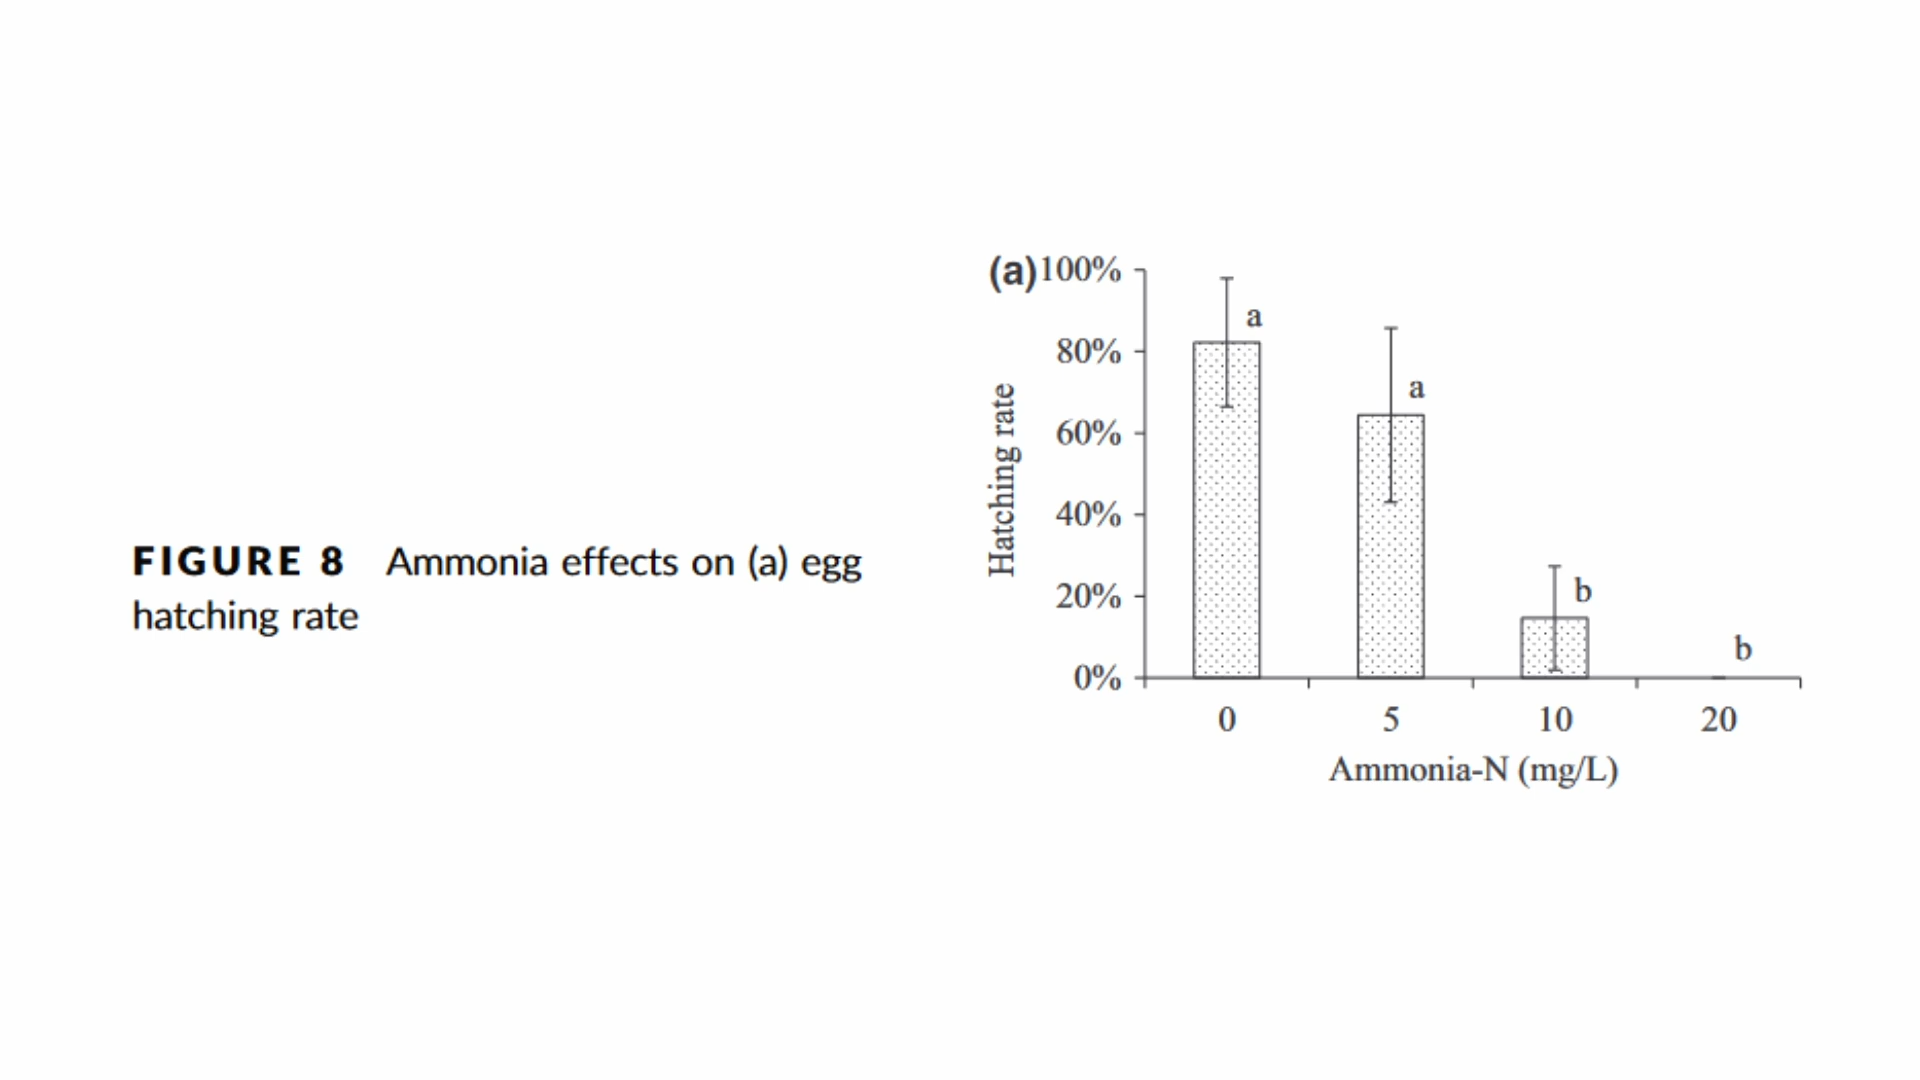 FIGURE 8 Ammonia effects on (a) egg
hatching rate
(a)
100%
80%
60%
40%
20%
0%
Hatching rate
a
a
b
b
0 5 10 20
Ammonia-N (mg/L)